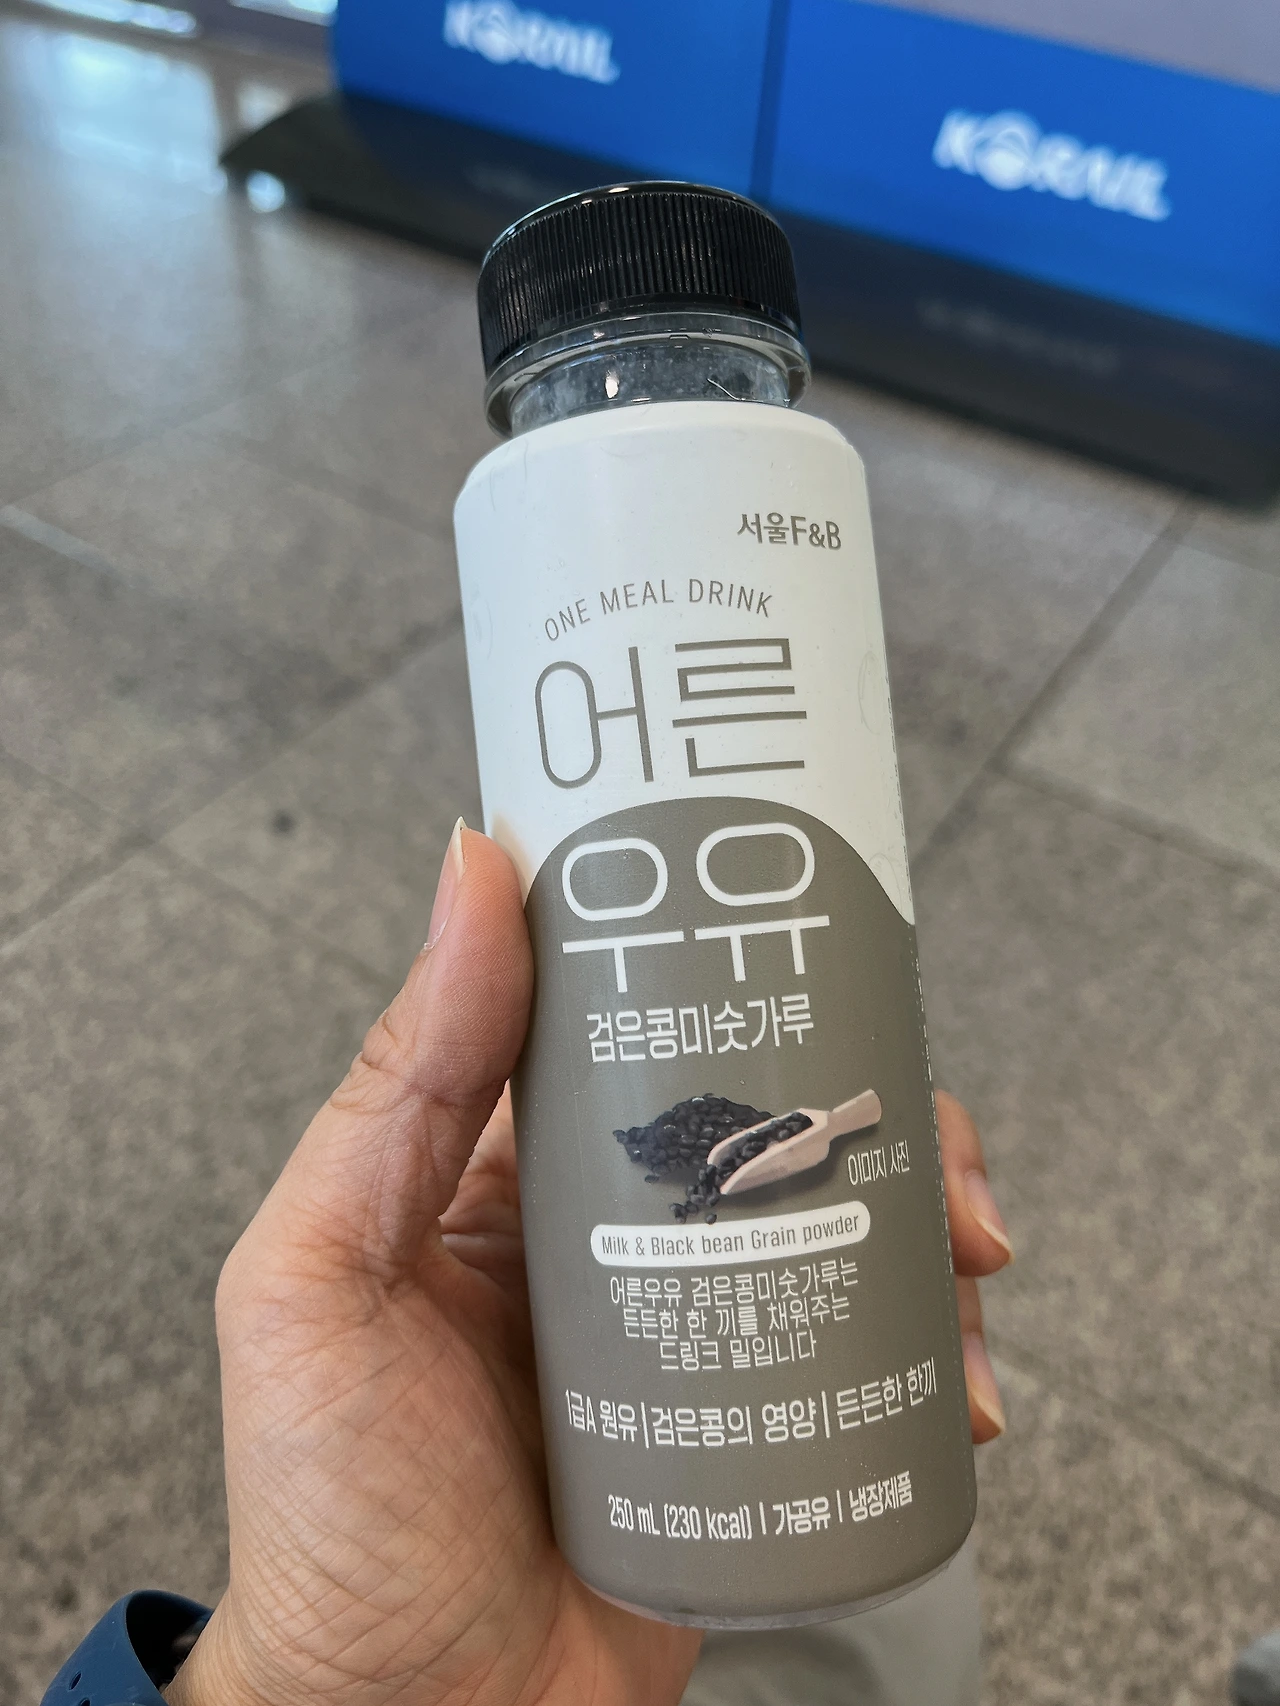 KORAIL
KORAIL
서울F&B
ONE MEAL DRINK
어른
우유
검은콩미숫가루
이미지 사진
Milk & Black bean Grain powder
어른우유 검은콩미숫가루는
든든한 한 끼를 채워주는
드링크 밀입니다
1급A 원유|검은콩의 영양|든든한 한끼
250 mL (230 kcal) | 가공유 | 냉장제품